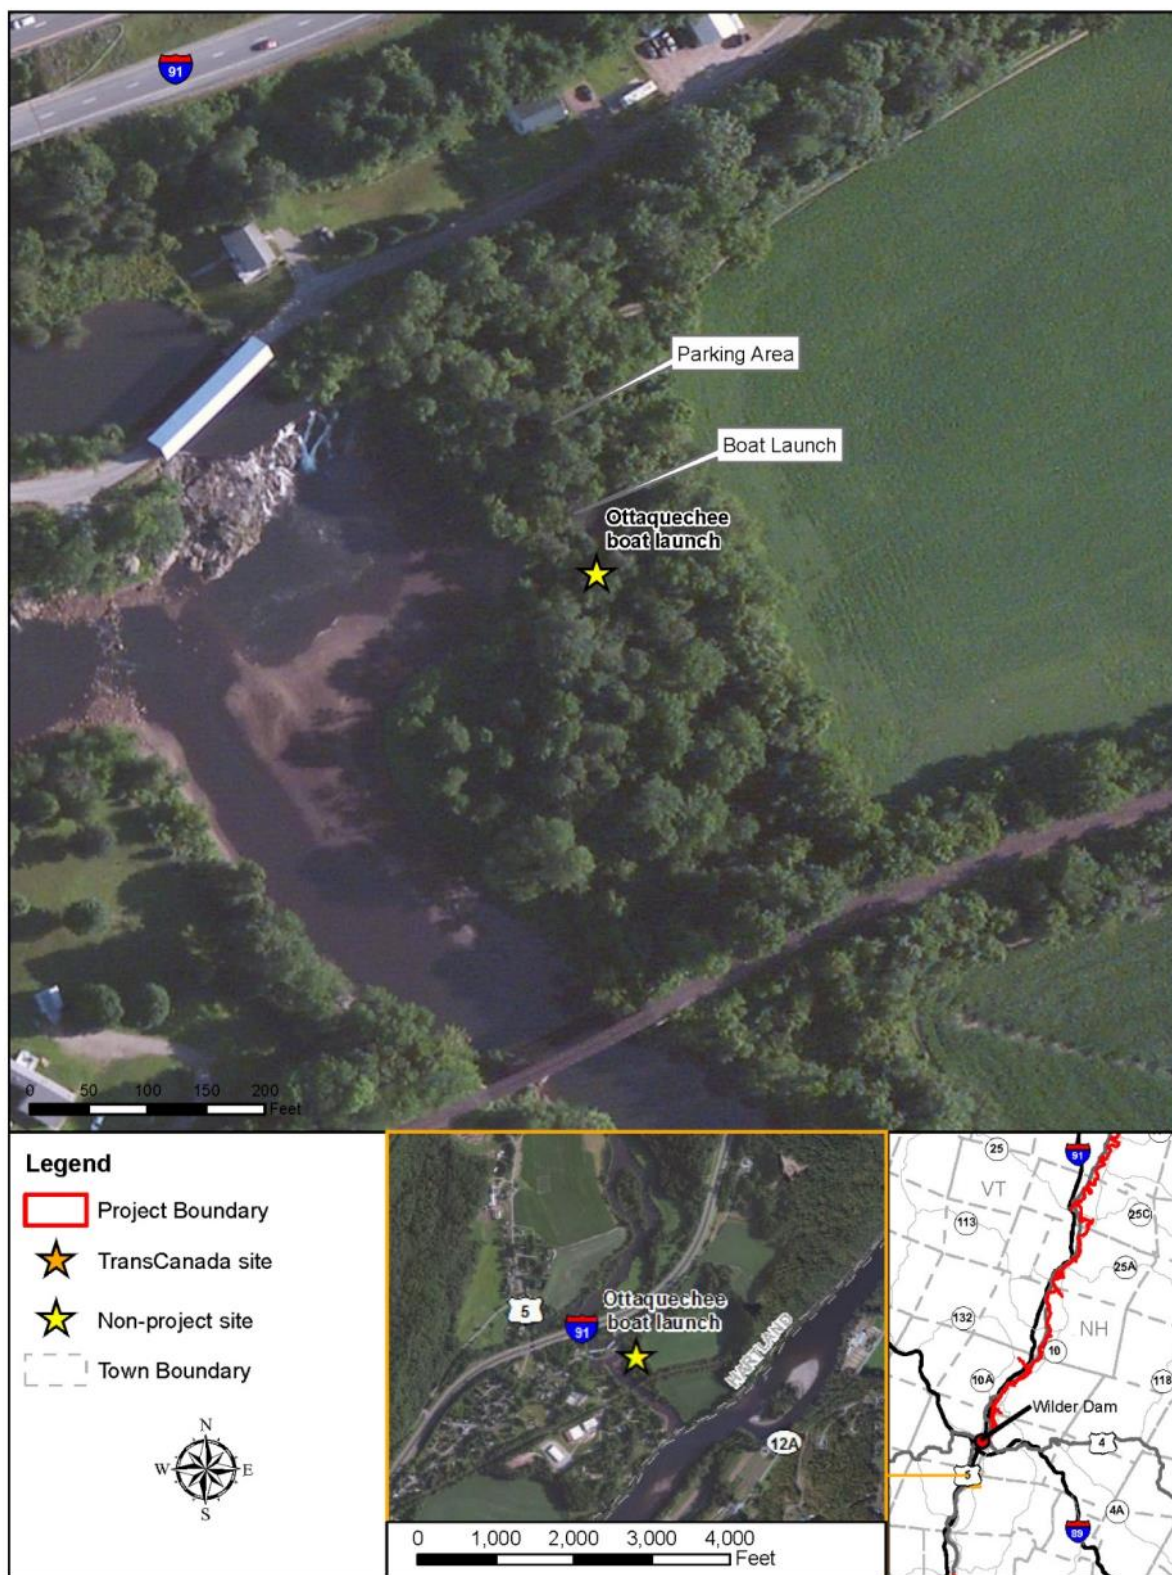 91
Parking Area
Boat Launch
Ottaquechee
boat launch
0 50 100 150 200
Feet
Legend
Project Boundary
TransCanada site
Non-project site
Town Boundary
N
W E
S
5
91
Ottaquechee
boat launch
HARTLAND
12A
0 1,000 2,000 3,000 4,000
Feet
25
91
VT
113
25C
25A
132
NH
10
10A
118
Wilder Dam
4
5
4A
89